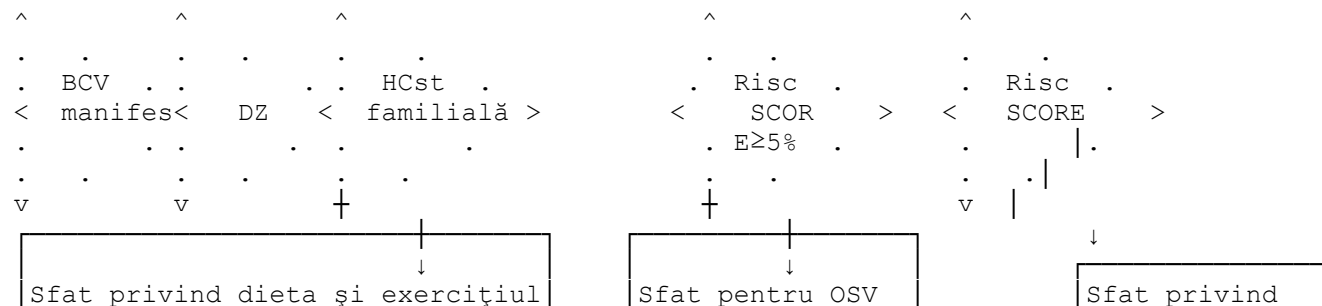 BCV HCst Risc Risc
manifes DZ familială SCOR SCORE
E≥5%
Sfat privind dieta şi exerciţiul Sfat pentru OSV Sfat privind